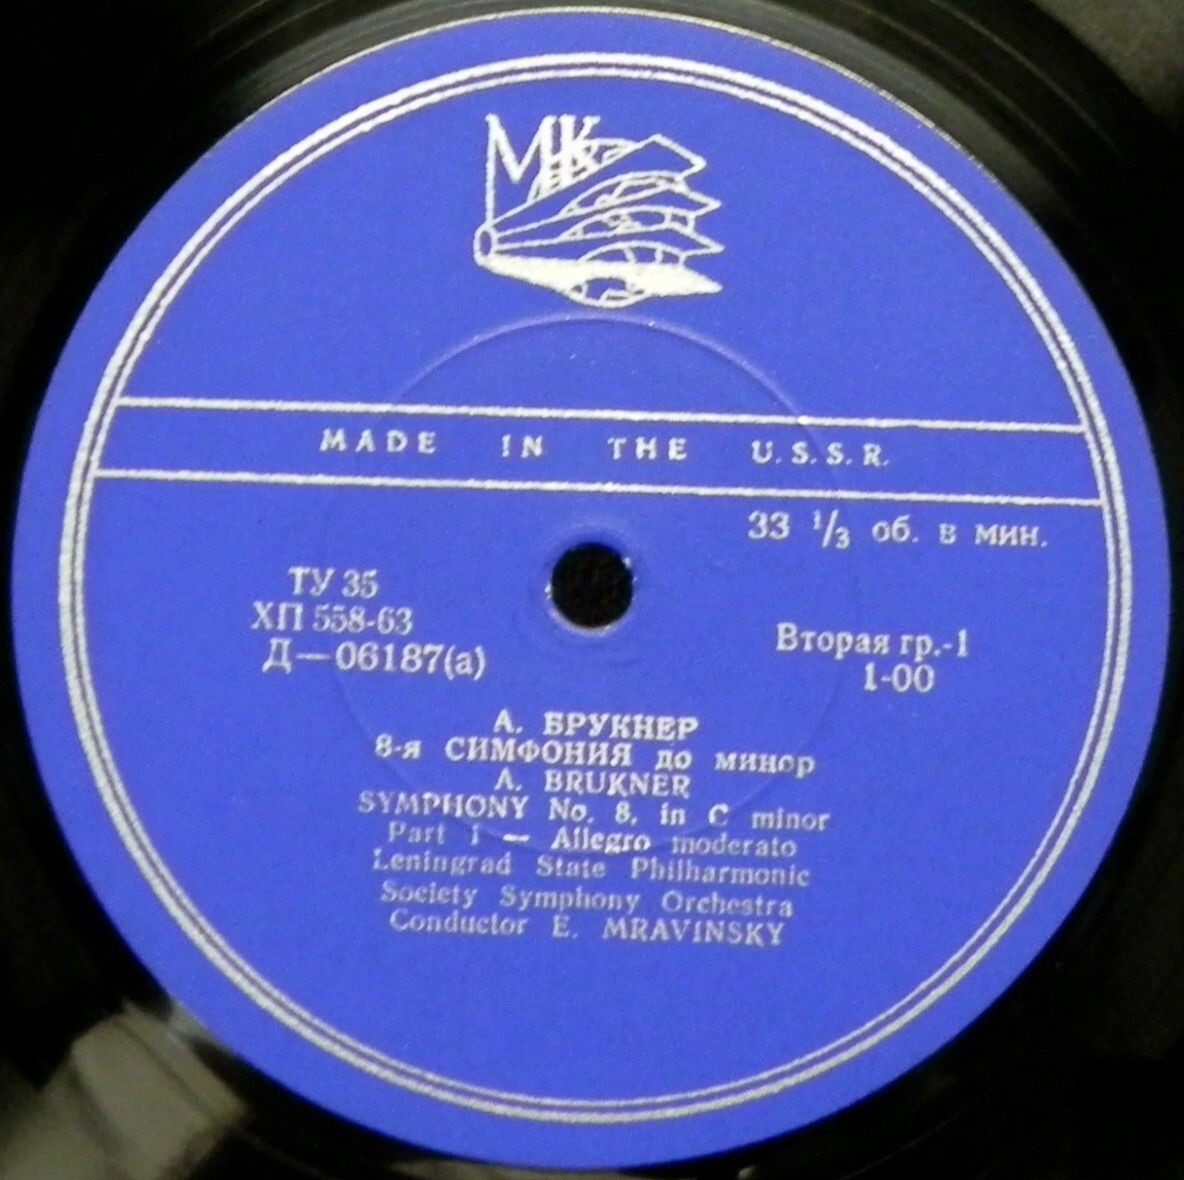 МК
MADE IN THE U.S.S.R.
33 1/3 об. в мин.
ТУ 35
ХП 558-63
Д—06187(а)
Вторая гр.-1
1-00
А. БРУКНЕР
8-я СИМФОНИЯ до минор
A. BRUKNER
SYMPHONY No. 8, in C minor
Part I — Allegro moderato
Leningrad State Philharmonic
Society Symphony Orchestra
Conductor E. MRAVINSKY